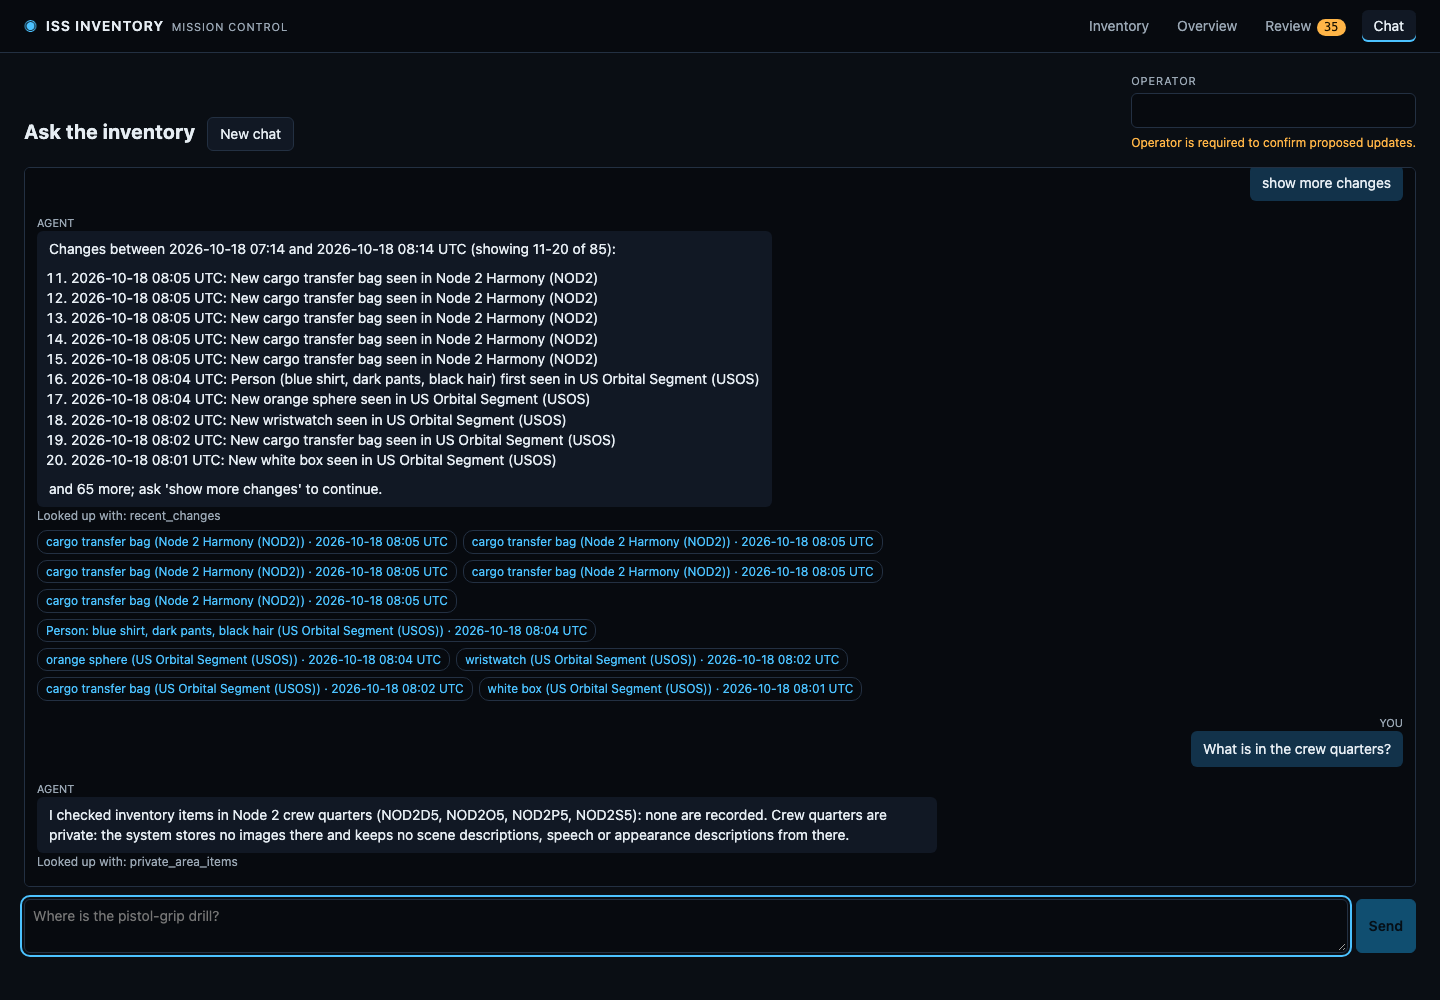 ISS INVENTORY MISSION CONTROL
Inventory Overview Review 35 Chat
OPERATOR
Operator is required to confirm proposed updates.
Ask the inventory New chat
show more changes
AGENT
Changes between 2026-10-18 07:14 and 2026-10-18 08:14 UTC (showing 11-20 of 85):
11. 2026-10-18 08:05 UTC: New cargo transfer bag seen in Node 2 Harmony (NOD2)
12. 2026-10-18 08:05 UTC: New cargo transfer bag seen in Node 2 Harmony (NOD2)
13. 2026-10-18 08:05 UTC: New cargo transfer bag seen in Node 2 Harmony (NOD2)
14. 2026-10-18 08:05 UTC: New cargo transfer bag seen in Node 2 Harmony (NOD2)
15. 2026-10-18 08:05 UTC: New cargo transfer bag seen in Node 2 Harmony (NOD2)
16. 2026-10-18 08:04 UTC: Person (blue shirt, dark pants, black hair) first seen in US Orbital Segment (USOS)
17. 2026-10-18 08:04 UTC: New orange sphere seen in US Orbital Segment (USOS)
18. 2026-10-18 08:02 UTC: New wristwatch seen in US Orbital Segment (USOS)
19. 2026-10-18 08:02 UTC: New cargo transfer bag seen in US Orbital Segment (USOS)
20. 2026-10-18 08:01 UTC: New white box seen in US Orbital Segment (USOS)
and 65 more; ask 'show more changes' to continue.
Looked up with: recent_changes
cargo transfer bag (Node 2 Harmony (NOD2)) · 2026-10-18 08:05 UTC cargo transfer bag (Node 2 Harmony (NOD2)) · 2026-10-18 08:05 UTC
cargo transfer bag (Node 2 Harmony (NOD2)) · 2026-10-18 08:05 UTC cargo transfer bag (Node 2 Harmony (NOD2)) · 2026-10-18 08:05 UTC
cargo transfer bag (Node 2 Harmony (NOD2)) · 2026-10-18 08:05 UTC
Person: blue shirt, dark pants, black hair (US Orbital Segment (USOS)) · 2026-10-18 08:04 UTC
orange sphere (US Orbital Segment (USOS)) · 2026-10-18 08:04 UTC wristwatch (US Orbital Segment (USOS)) · 2026-10-18 08:02 UTC
cargo transfer bag (US Orbital Segment (USOS)) · 2026-10-18 08:02 UTC white box (US Orbital Segment (USOS)) · 2026-10-18 08:01 UTC
YOU
What is in the crew quarters?
AGENT
I checked inventory items in Node 2 crew quarters (NOD2D5, NOD2O5, NOD2P5, NOD2S5): none are recorded. Crew quarters are
private: the system stores no images there and keeps no scene descriptions, speech or appearance descriptions from there.
Looked up with: private_area_items
Where is the pistol-grip drill?
Send